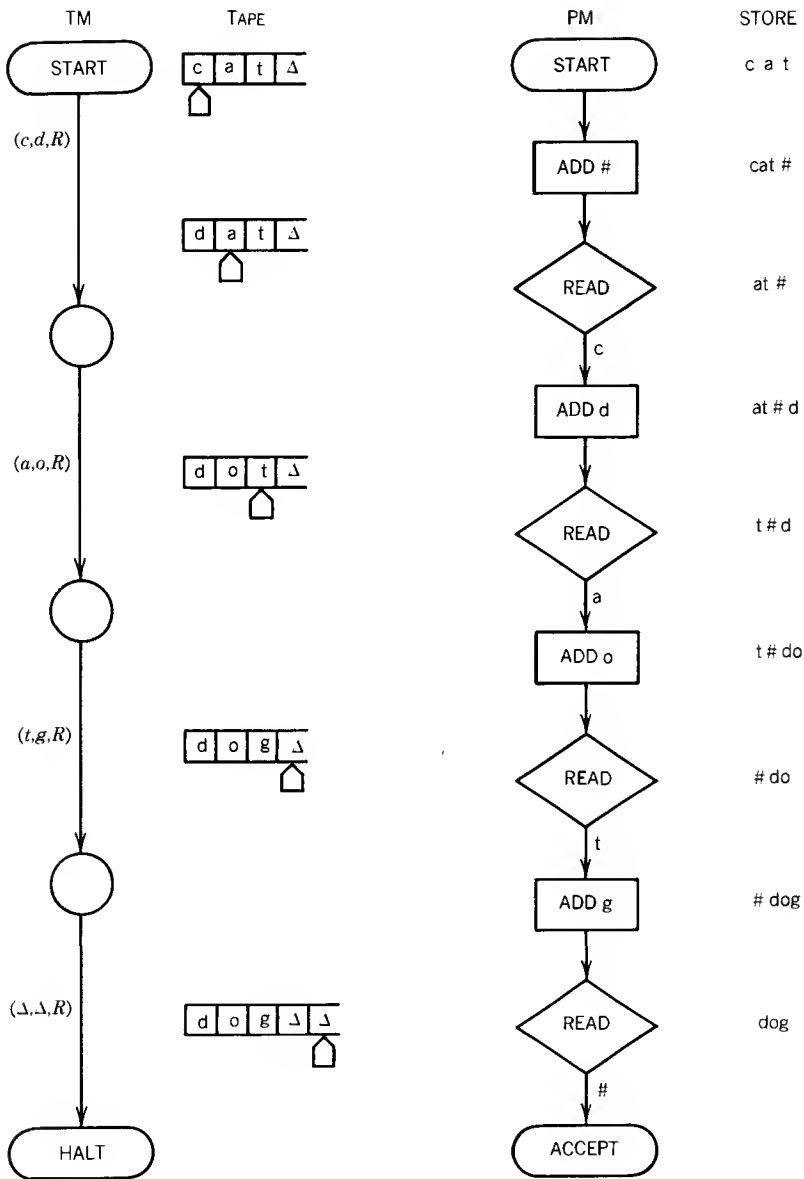 TM TAPE PM STORE
START c a t Δ START c a t
(c,d,R)
ADD # cat #
d a t Δ
READ at #
c
ADD d at # d
(a,o,R) d o t Δ
READ t # d
a
ADD o t # do
(t,g,R) d o g Δ
READ # do
t
ADD g # dog
(Δ,Δ,R) d o g Δ Δ
READ dog
#
HALT ACCEPT